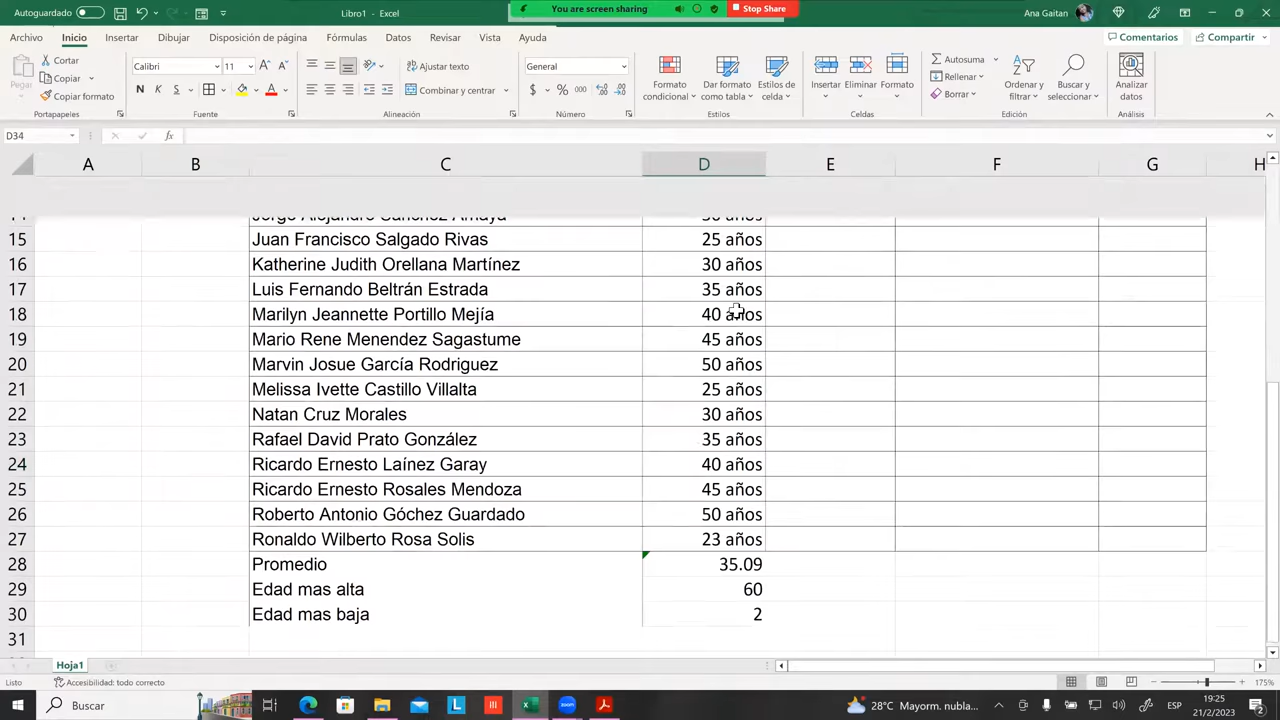 Autoguardado
Libro1 - Excel
You are screen sharing
Stop Share
Ana Gaitan
Archivo Inicio Insertar Dibujar Disposición de página Fórmulas Datos Revisar Vista Ayuda
Comentarios
Compartir
Pegar
Cortar
Copiar
Copiar formato
Portapapeles
Calibri 11
N K S
Fuente
Ajustar texto
Combinar y centrar
Alineación
General
$ % 000
Número
Formato condicional
Dar formato como tabla
Estilos de celda
Estilos
Insertar
Eliminar
Formato
Celdas
Autosuma
Rellenar
Borrar
Ordenar y filtrar
Buscar y seleccionar
Edición
Analizar datos
Análisis
D34
fx
A B C D E F G H
15 Juan Francisco Salgado Rivas 25 años
16 Katherine Judith Orellana Martínez 30 años
17 Luis Fernando Beltrán Estrada 35 años
18 Marilyn Jeannette Portillo Mejía 40 años
19 Mario Rene Menendez Sagastume 45 años
20 Marvin Josue García Rodriguez 50 años
21 Melissa Ivette Castillo Villalta 25 años
22 Natan Cruz Morales 30 años
23 Rafael David Prato González 35 años
24 Ricardo Ernesto Laínez Garay 40 años
25 Ricardo Ernesto Rosales Mendoza 45 años
26 Roberto Antonio Góchez Guardado 50 años
27 Ronaldo Wilberto Rosa Solis 23 años
28 Promedio 35.09
29 Edad mas alta 60
30 Edad mas baja 2
31
Hoja1
Listo
Accesibilidad: todo correcto
175%
Buscar
28°C Mayorm. nubla...
ESP
19:25
21/2/2023